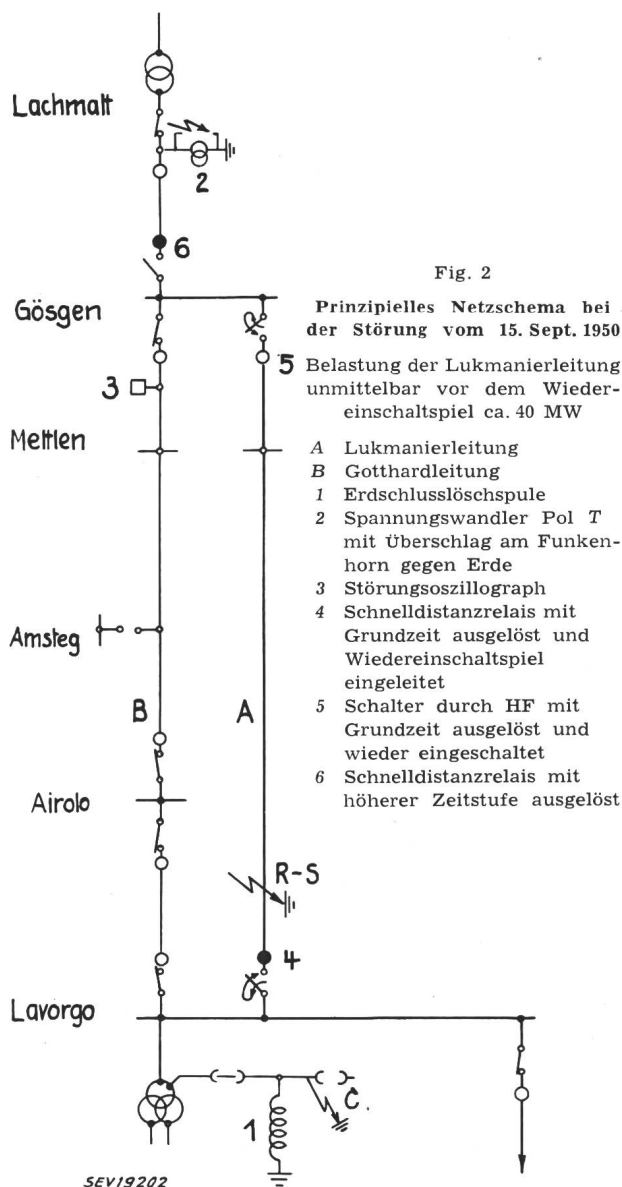 Lachmatt
2
6
Gösgen
3
5
Mettlen
Amsteg
B
A
Airolo
R-S
4
Lavorgo
1
C
SEV19202
Fig. 2
Prinzipielles Netzschema bei
der Störung vom 15. Sept. 1950
Belastung der Lukmanierleitung
unmittelbar vor dem Wieder-
einschaltspiel ca. 40 MW
A Lukmanierleitung
B Gotthardleitung
1 Erdschlusslöschspule
2 Spannungswandler Pol T
mit Überschlag am Funken-
horn gegen Erde
3 Störungsoszillograph
4 Schnelldistanzrelais mit
Grundzeit ausgelöst und
Wiedereinschaltspiel
eingeleitet
5 Schalter durch HF mit
Grundzeit ausgelöst und
wieder eingeschaltet
6 Schnelldistanzrelais mit
höherer Zeitstufe ausgelöst